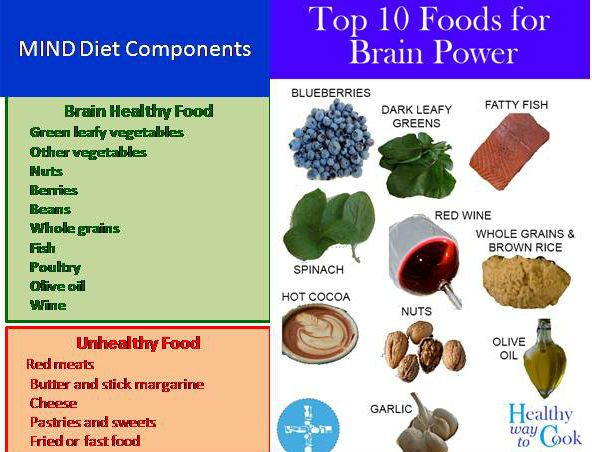 MIND Diet Components
Brain Healthy Food
Green leafy vegetables
Other vegetables
Nuts
Berries
Beans
Whole grains
Fish
Poultry
Olive oil
Wine
Unhealthy Food
Red meats
Butter and stick margarine
Cheese
Pastries and sweets
Fried or fast food
Top 10 Foods for
Brain Power
BLUEBERRIES
DARK LEAFY
GREENS
FATTY FISH
SPINACH
RED WINE
WHOLE GRAINS &
BROWN RICE
HOT COCOA
NUTS
OLIVE
OIL
GARLIC
Healthy
way
to Cook